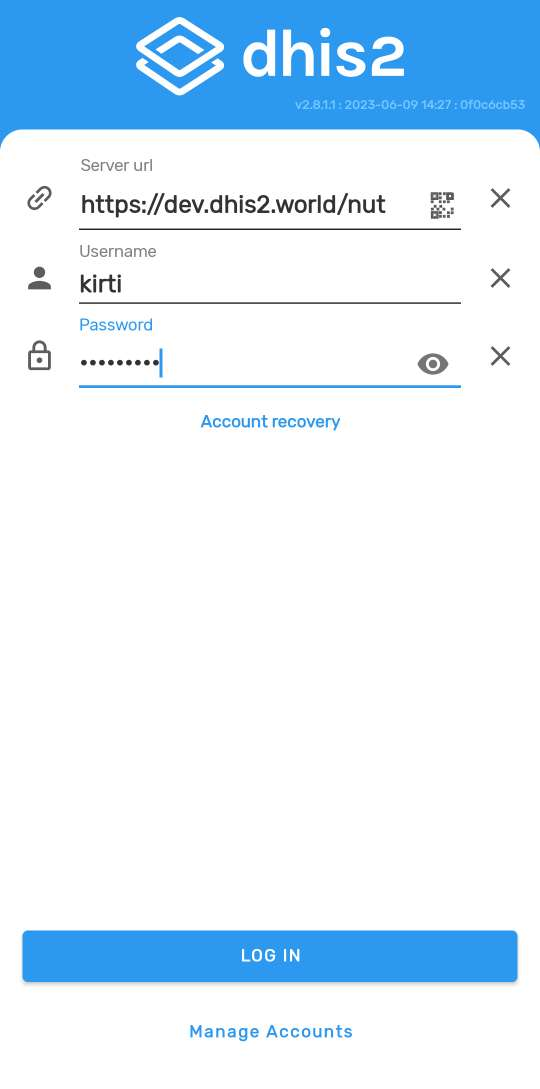 dhis2
v2.8.1.1 : 2023-06-09 14:27 : 0f0c6cb53
Server url
https://dev.dhis2.world/nut
Username
kirti
Password
•••••••••
Account recovery
LOG IN
Manage Accounts